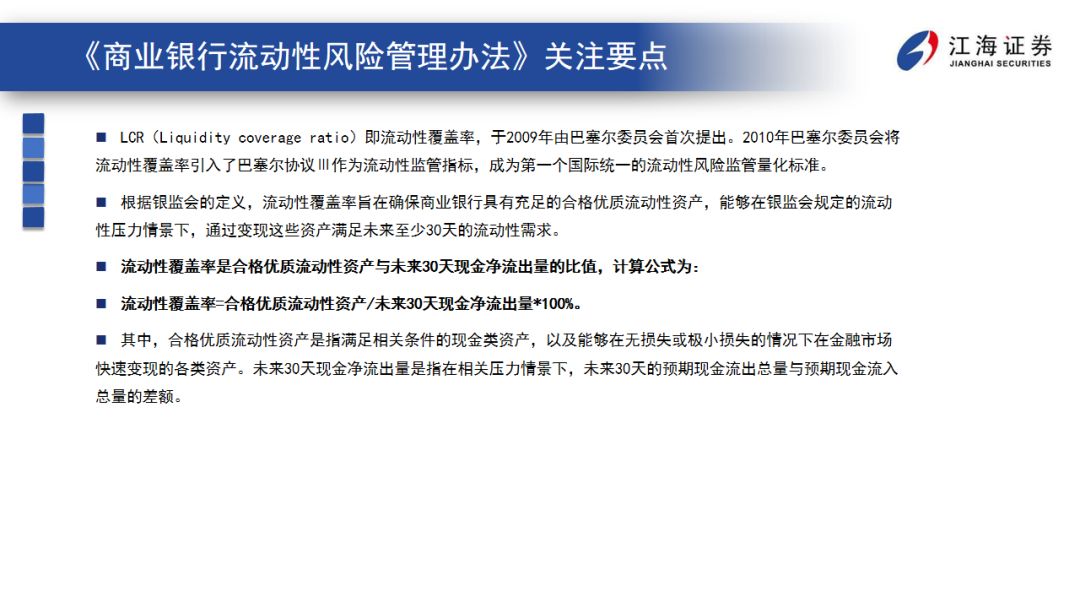 《商业银行流动性风险管理办法》关注要点
江海证券
JIANGHAI SECURITIES
■ LCR（Liquidity coverage ratio）即流动性覆盖率，于2009年由巴塞尔委员会首次提出。2010年巴塞尔委员会将
流动性覆盖率引入了巴塞尔协议Ⅲ作为流动性监管指标，成为第一个国际统一的流动性风险监管量化标准。
■ 根据银监会的定义，流动性覆盖率旨在确保商业银行具有充足的合格优质流动性资产，能够在银监会规定的流动
性压力情景下，通过变现这些资产满足未来至少30天的流动性需求。
■ 流动性覆盖率是合格优质流动性资产与未来30天现金净流出量的比值，计算公式为：
■ 流动性覆盖率=合格优质流动性资产/未来30天现金净流出量*100%。
■ 其中，合格优质流动性资产是指满足相关条件的现金类资产，以及能够在无损失或极小损失的情况下在金融市场
快速变现的各类资产。未来30天现金净流出量是指在相关压力情景下，未来30天的预期现金流出总量与预期现金流入
总量的差额。